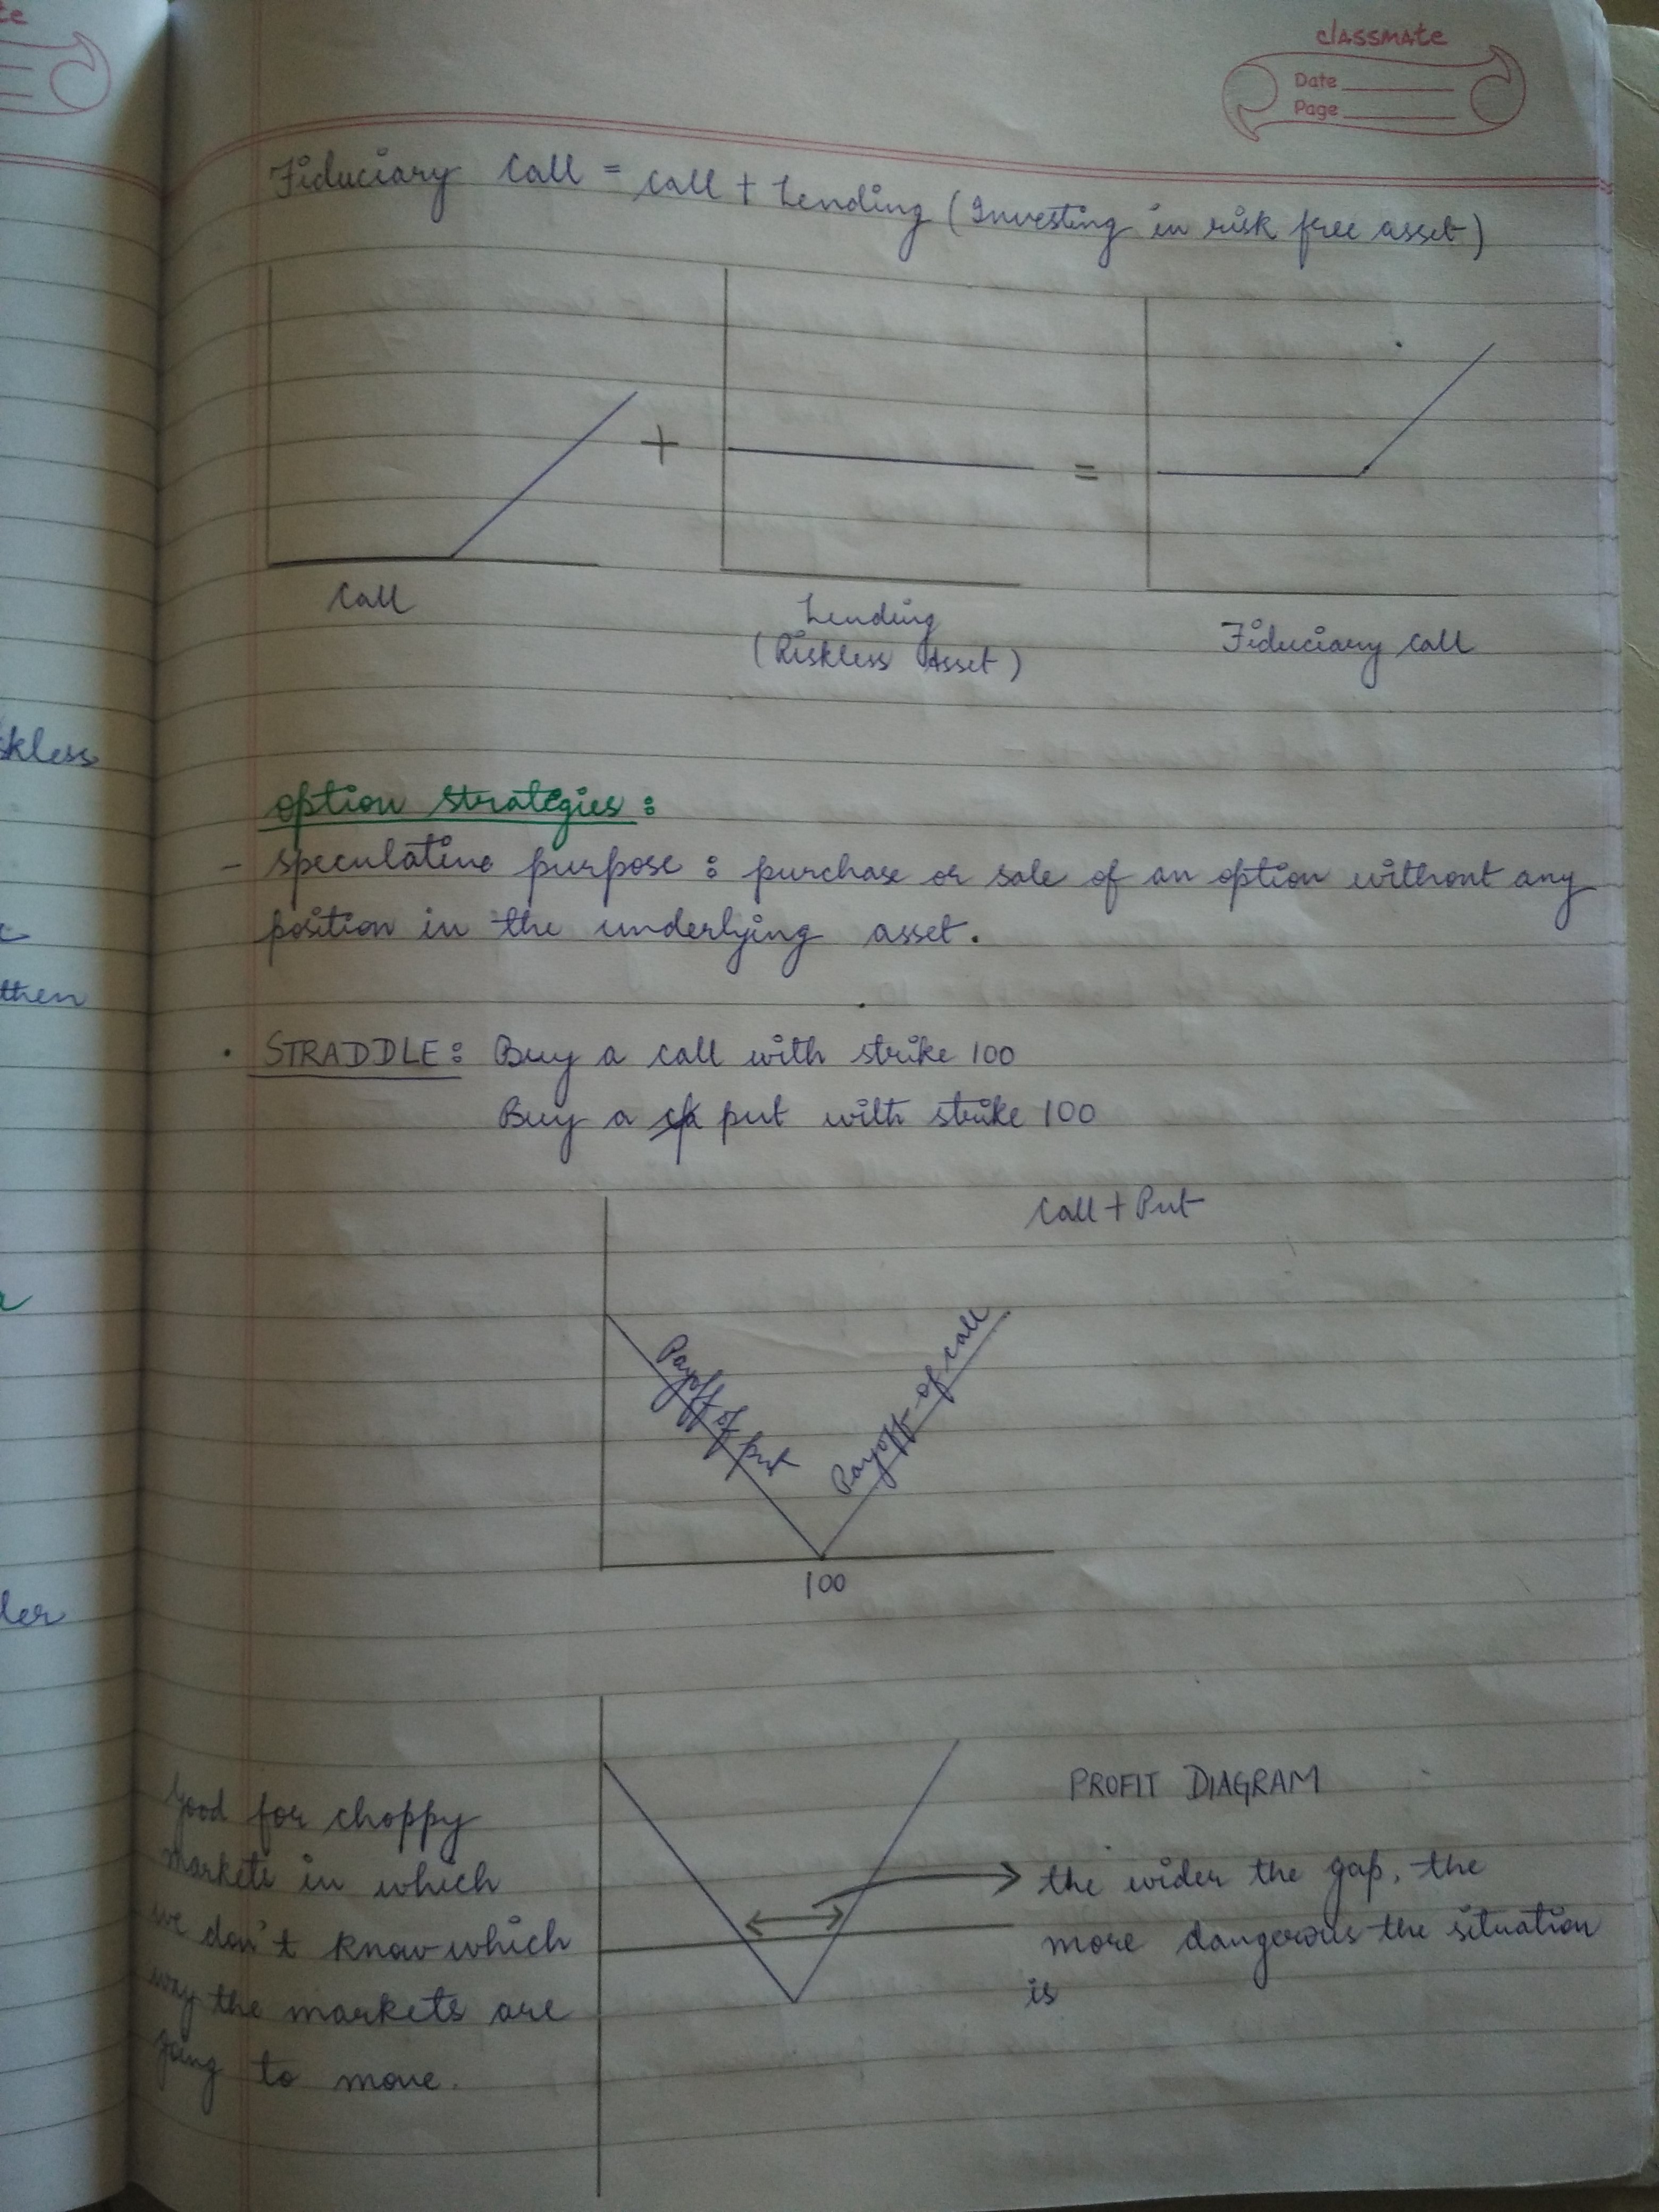 classmate
Date
Page
Fiduciary Call = Call + Lending (Investing in risk free asset)
+
=
Call
Lending
(Riskless Asset)
Fiduciary Call
skless
option strategies :
- speculative purpose : purchase or sale of an option without any
position in the underlying asset.
then
• STRADDLE : Buy a call with strike 100
Buy a put with strike 100
Call + Put
Payoff of put
Payoff of call
100
ler
PROFIT DIAGRAM
Good for choppy
markets in which
we don't know which
way the markets are
going to move.
the wider the gap, the
more dangerous the situation
is